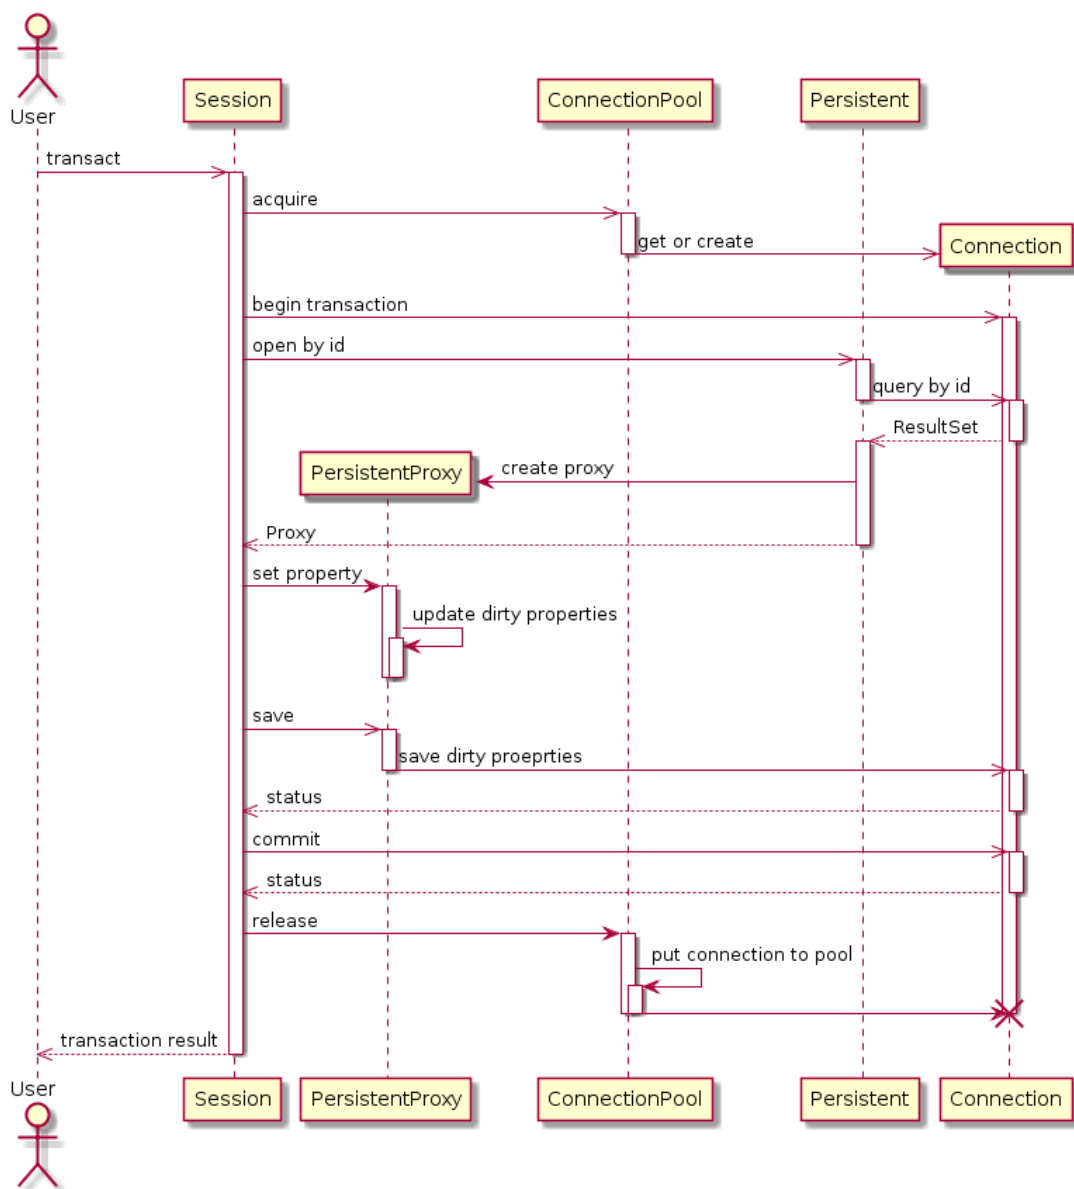 User
Session
ConnectionPool
Persistent
transact
acquire
get or create
Connection
begin transaction
open by id
query by id
ResultSet
PersistentProxy
create proxy
Proxy
set property
update dirty properties
save
save dirty proeprties
status
commit
status
release
put connection to pool
transaction result
User
Session
PersistentProxy
ConnectionPool
Persistent
Connection